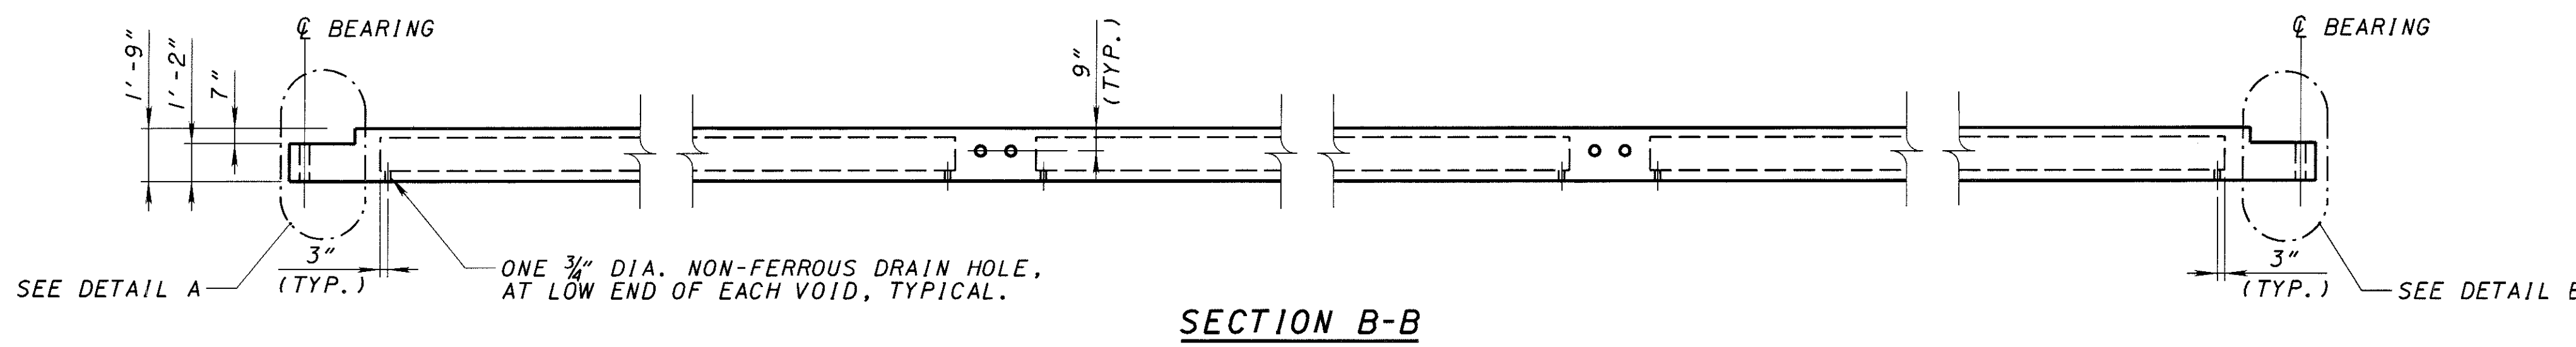 ℄ BEARING
℄ BEARING
1'-9"
1'-2"
7"
9"
(TYP.)
3"
(TYP.)
ONE 3/4" DIA. NON-FERROUS DRAIN HOLE,
AT LOW END OF EACH VOID, TYPICAL.
SEE DETAIL A
3"
(TYP.)
SEE DETAIL
SECTION B-B